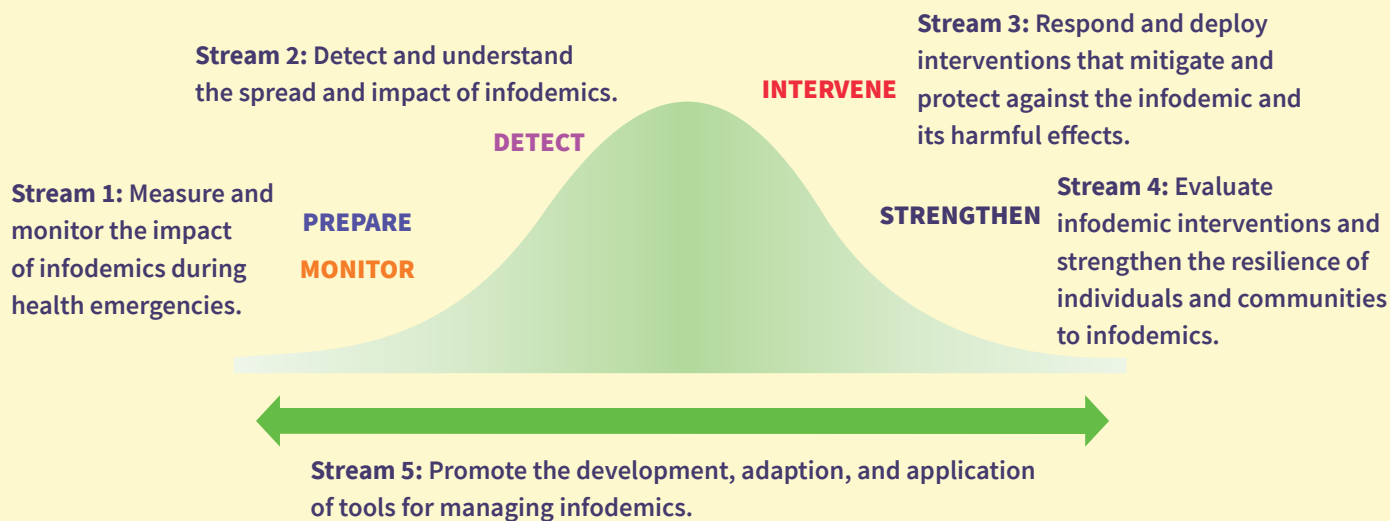 Stream 1: Measure and
monitor the impact
of infodemics during
health emergencies.
PREPARE
MONITOR
Stream 2: Detect and understand
the spread and impact of infodemics.
DETECT
INTERVENE
Stream 3: Respond and deploy
interventions that mitigate and
protect against the infodemic and
its harmful effects.
STRENGTHEN
Stream 4: Evaluate
infodemic interventions and
strengthen the resilience of
individuals and communities
to infodemics.
Stream 5: Promote the development, adaption, and application
of tools for managing infodemics.